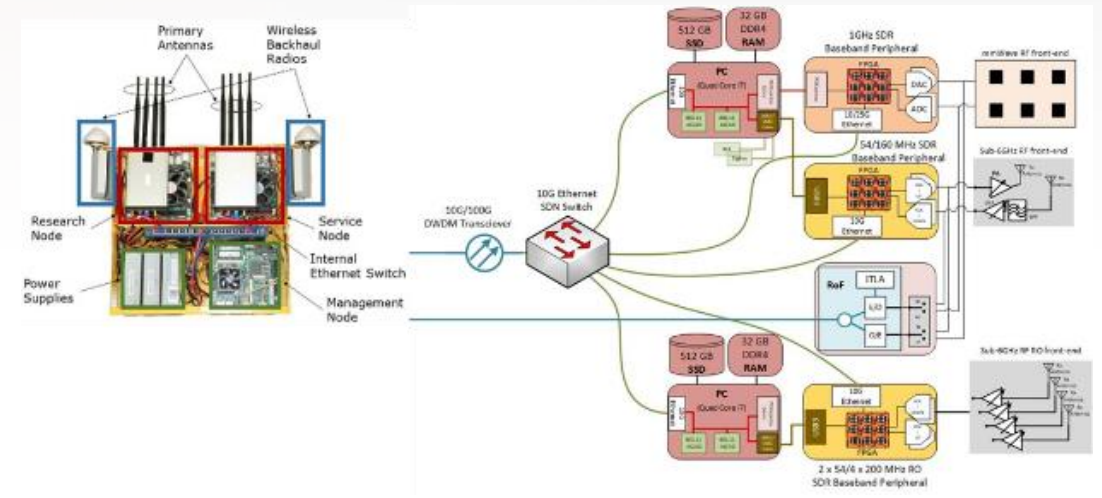 Primary
Antennas
Wireless
Backhaul
Radios
Research
Node
Service
Node
Internal
Ethernet Switch
Power
Supplies
Management
Node
10G/100G
DWDM Transciever
10G Ethernet
SDN Switch
512 GB
SSD
32 GB
DDR4
RAM
PC
(Quad Core i7)
1GHz SDR
Baseband Peripheral
FPGA
DAC
ADC
10/25G
Ethernet
mmWave RF front-end
54/160 MHz SDR
Baseband Peripheral
FPGA
USB3
10G
Ethernet
Sub-6GHz RF front-end
PA
RoF
ITLA
E/O
O/E
512 GB
SSD
32 GB
DDR4
RAM
PC
(Quad Core i7)
10G
Ethernet
USB3
FPGA
2 x 54/4 x 200 MHz RO
SDR Baseband Peripheral
Sub-6GHz RF RO front-end